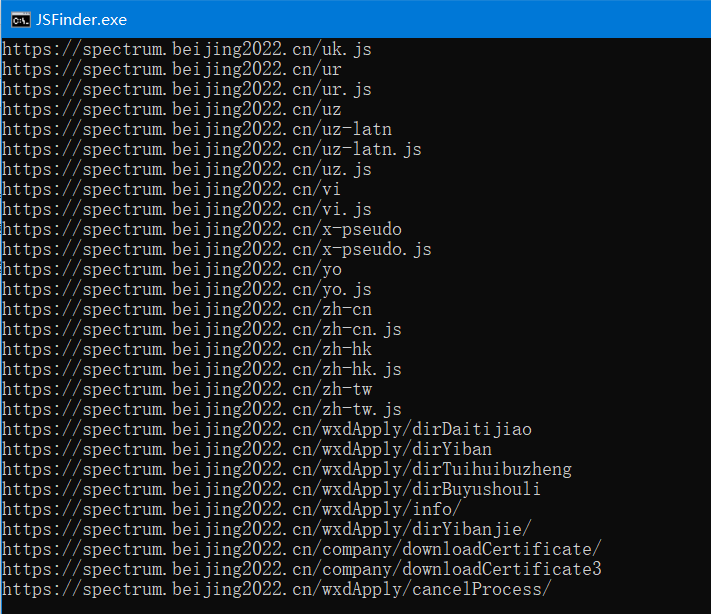 JSFinder.exe
https://spectrum.beijing2022.cn/uk.js
https://spectrum.beijing2022.cn/ur
https://spectrum.beijing2022.cn/ur.js
https://spectrum.beijing2022.cn/uz
https://spectrum.beijing2022.cn/uz-latn
https://spectrum.beijing2022.cn/uz-latn.js
https://spectrum.beijing2022.cn/uz.js
https://spectrum.beijing2022.cn/vi
https://spectrum.beijing2022.cn/vi.js
https://spectrum.beijing2022.cn/x-pseudo
https://spectrum.beijing2022.cn/x-pseudo.js
https://spectrum.beijing2022.cn/yo
https://spectrum.beijing2022.cn/yo.js
https://spectrum.beijing2022.cn/zh-cn
https://spectrum.beijing2022.cn/zh-cn.js
https://spectrum.beijing2022.cn/zh-hk
https://spectrum.beijing2022.cn/zh-hk.js
https://spectrum.beijing2022.cn/zh-tw
https://spectrum.beijing2022.cn/zh-tw.js
https://spectrum.beijing2022.cn/wxdApply/dirDaitijiao
https://spectrum.beijing2022.cn/wxdApply/dirYiban
https://spectrum.beijing2022.cn/wxdApply/dirTuihuibuzheng
https://spectrum.beijing2022.cn/wxdApply/dirBuyushouli
https://spectrum.beijing2022.cn/wxdApply/info/
https://spectrum.beijing2022.cn/wxdApply/dirYibanjie/
https://spectrum.beijing2022.cn/company/downloadCertificate/
https://spectrum.beijing2022.cn/company/downloadCertificate3
https://spectrum.beijing2022.cn/wxdApply/cancelProcess/